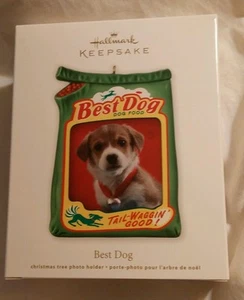 Hallmark
KEEPSAKE
Best Dog
DOG FOOD
TAIL-WAGGIN'
GOOD!
Best Dog
christmas tree photo holder • porte-photo pour l'arbre de noël